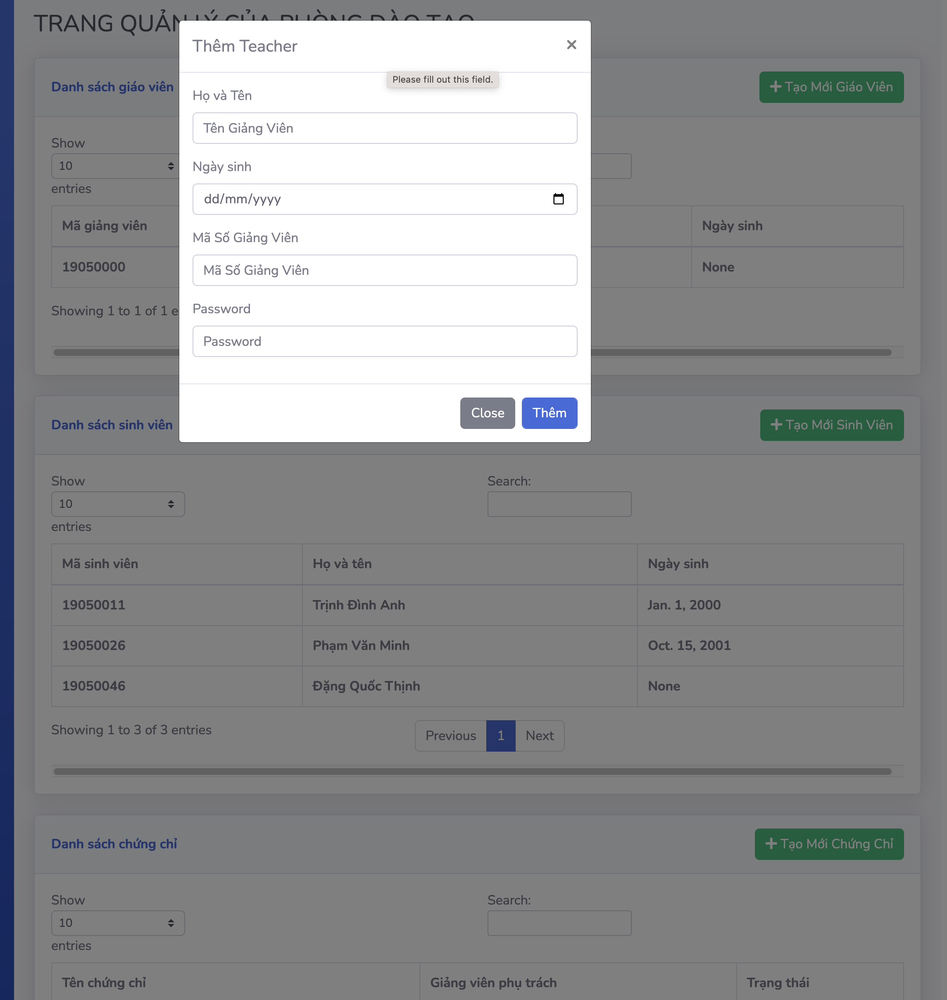 TRANG QUẢN LÝ CỦA PHÒNG ĐÀO TẠO
Thêm Teacher
×
Please fill out this field.
Họ và Tên
Tên Giảng Viên
Ngày sinh
dd/mm/yyyy
Mã Số Giảng Viên
Mã Số Giảng Viên
Password
Password
Close Thêm
Danh sách giáo viên
Tạo Mới Giáo Viên
Show
10
entries
Mã giảng viên Ngày sinh
19050000 None
Showing 1 to 1 of 1 e
Danh sách sinh viên
Tạo Mới Sinh Viên
Show Search:
10
entries
Mã sinh viên Họ và tên Ngày sinh
19050011 Trịnh Đình Anh Jan. 1, 2000
19050026 Phạm Văn Minh Oct. 15, 2001
19050046 Đặng Quốc Thịnh None
Showing 1 to 3 of 3 entries
Previous 1 Next
Danh sách chứng chỉ
Tạo Mới Chứng Chỉ
Show Search:
10
entries
Tên chứng chỉ Giảng viên phụ trách Trạng thái